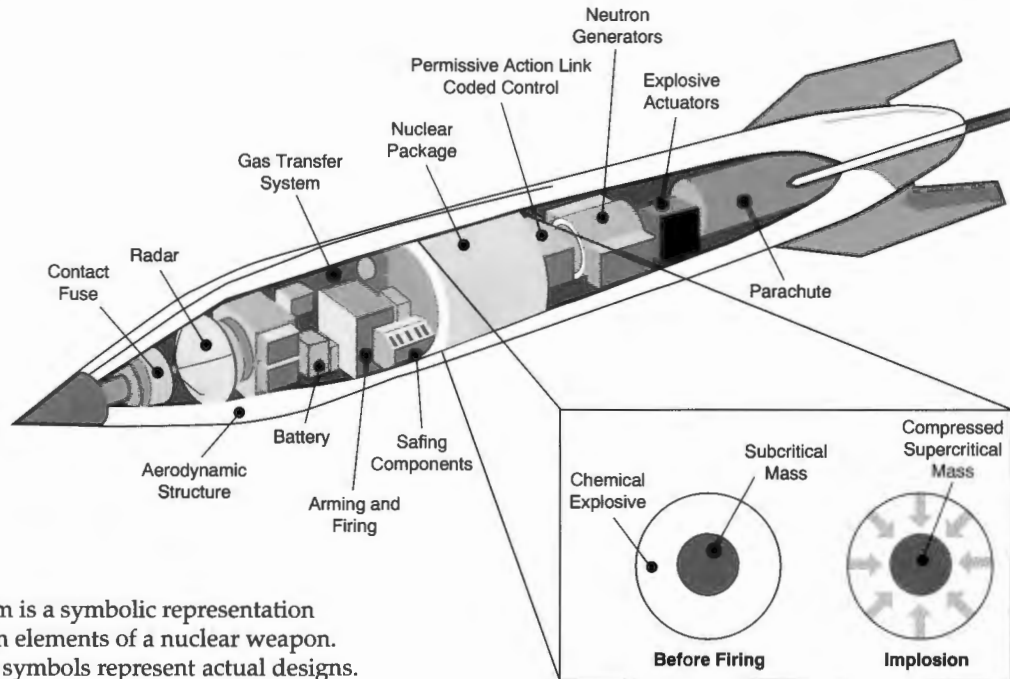 Neutron
Generators
Permissive Action Link
Coded Control
Explosive
Actuators
Nuclear
Package
Gas Transfer
System
Radar
Contact
Fuse
Parachute
Battery
Safing
Components
Aerodynamic
Structure
Arming and
Firing
Chemical
Explosive
Subcritical
Mass
Compressed
Supercritical
Mass
Before Firing
Implosion
is a symbolic representation
elements of a nuclear weapon.
symbols represent actual designs.